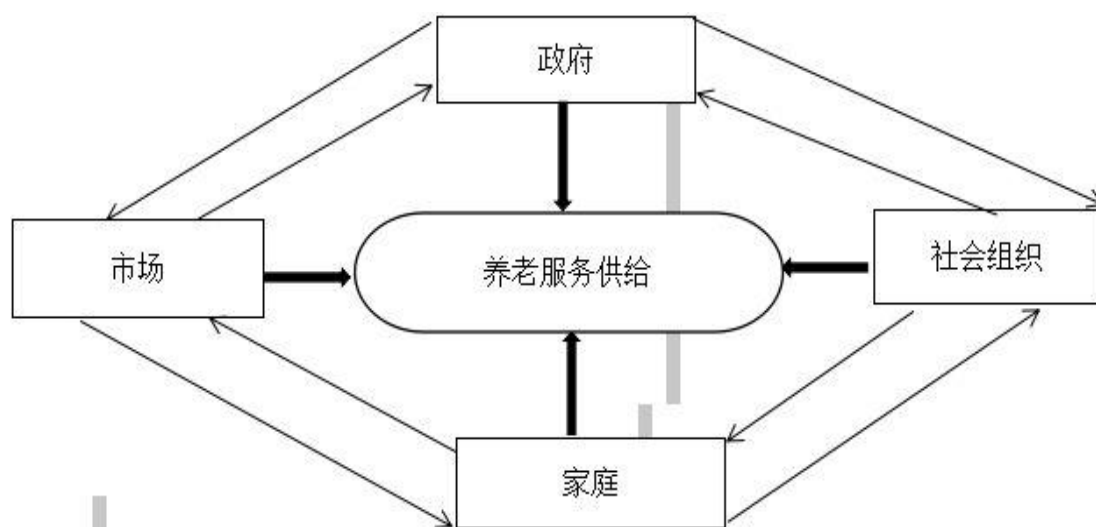 政府
市场
养老服务供给
社会组织
家庭